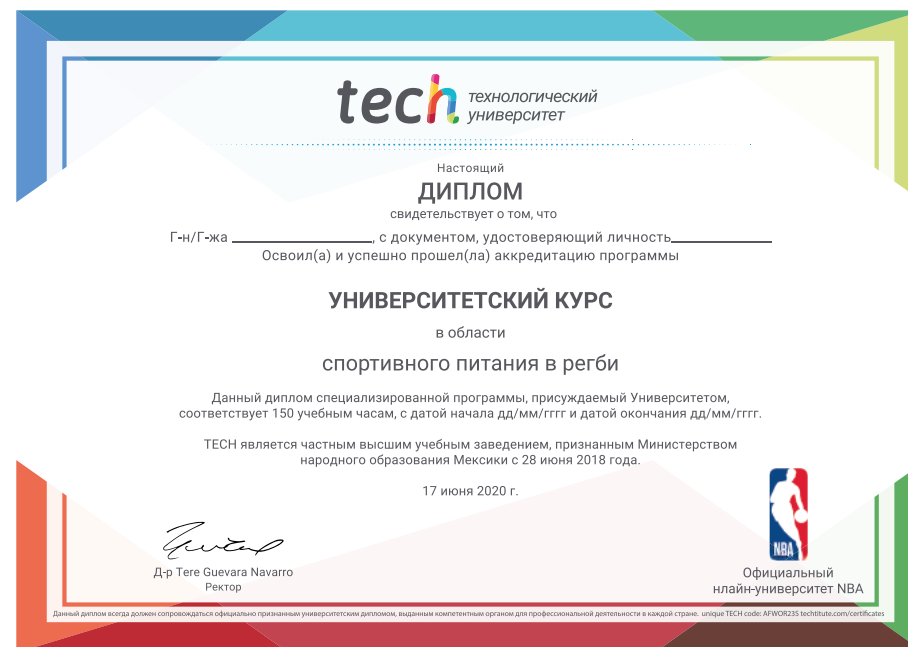 tech технологический
университет
Настоящий
ДИПЛОМ
свидетельствует о том, что
Г-н/Г-жа ____________________, с документом, удостоверяющий личность______________
Освоил(а) и успешно прошел(ла) аккредитацию программы
УНИВЕРСИТЕТСКИЙ КУРС
в области
спортивного питания в регби
Данный диплом специализированной программы, присуждаемый Университетом,
соответствует 150 учебным часам, с датой начала дд/мм/гггг и датой окончания дд/мм/гггг.
TECH является частным высшим учебным заведением, признанным Министерством
народного образования Мексики с 28 июня 2018 года.
17 июня 2020 г.
Д-р Tere Guevara Navarro
Ректор
NBA
Официальный
нлайн-университет NBA
Данный диплом всегда должен сопровождаться официально признанным университетским дипломом, выданным компетентным органом для профессиональной деятельности в каждой стране. unique TECH code: AFWOR23S techtitute.com/certificates